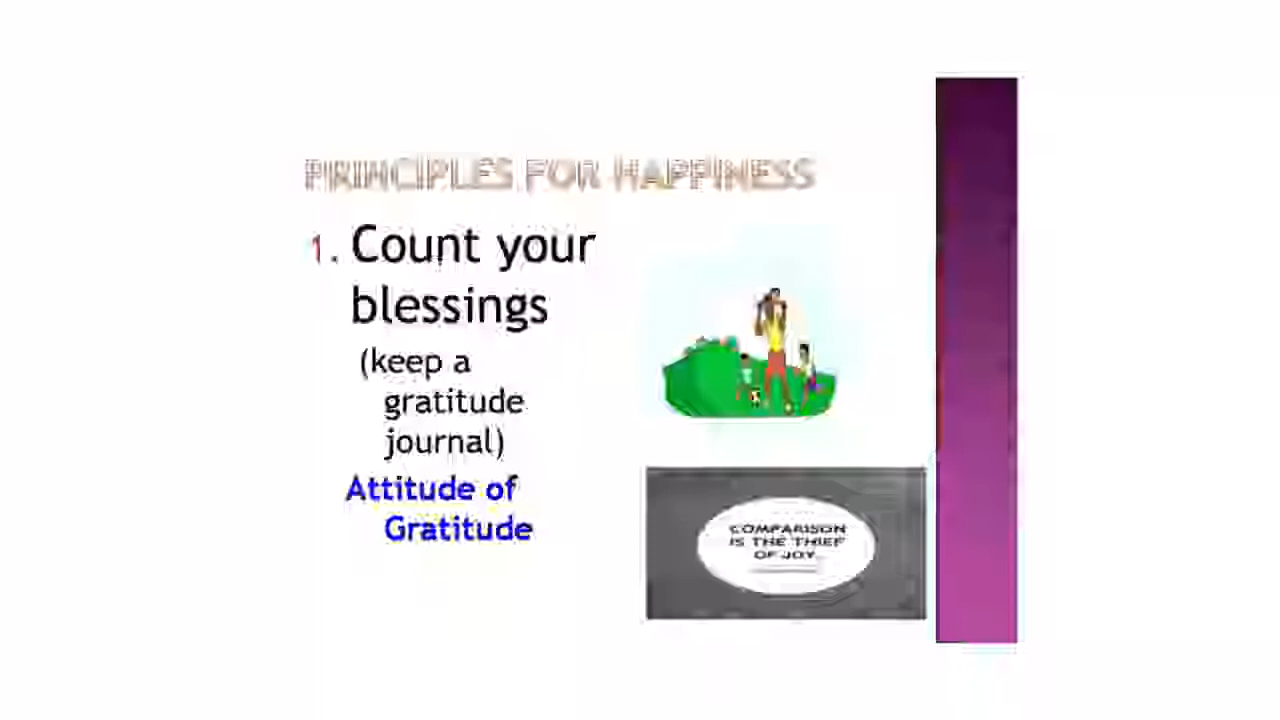 PRINCIPLES FOR HAPPINESS
1. Count your
blessings
(keep a
gratitude
journal)
Attitude of
Gratitude
COMPARISON
IS THE THIEF
OF JOY.